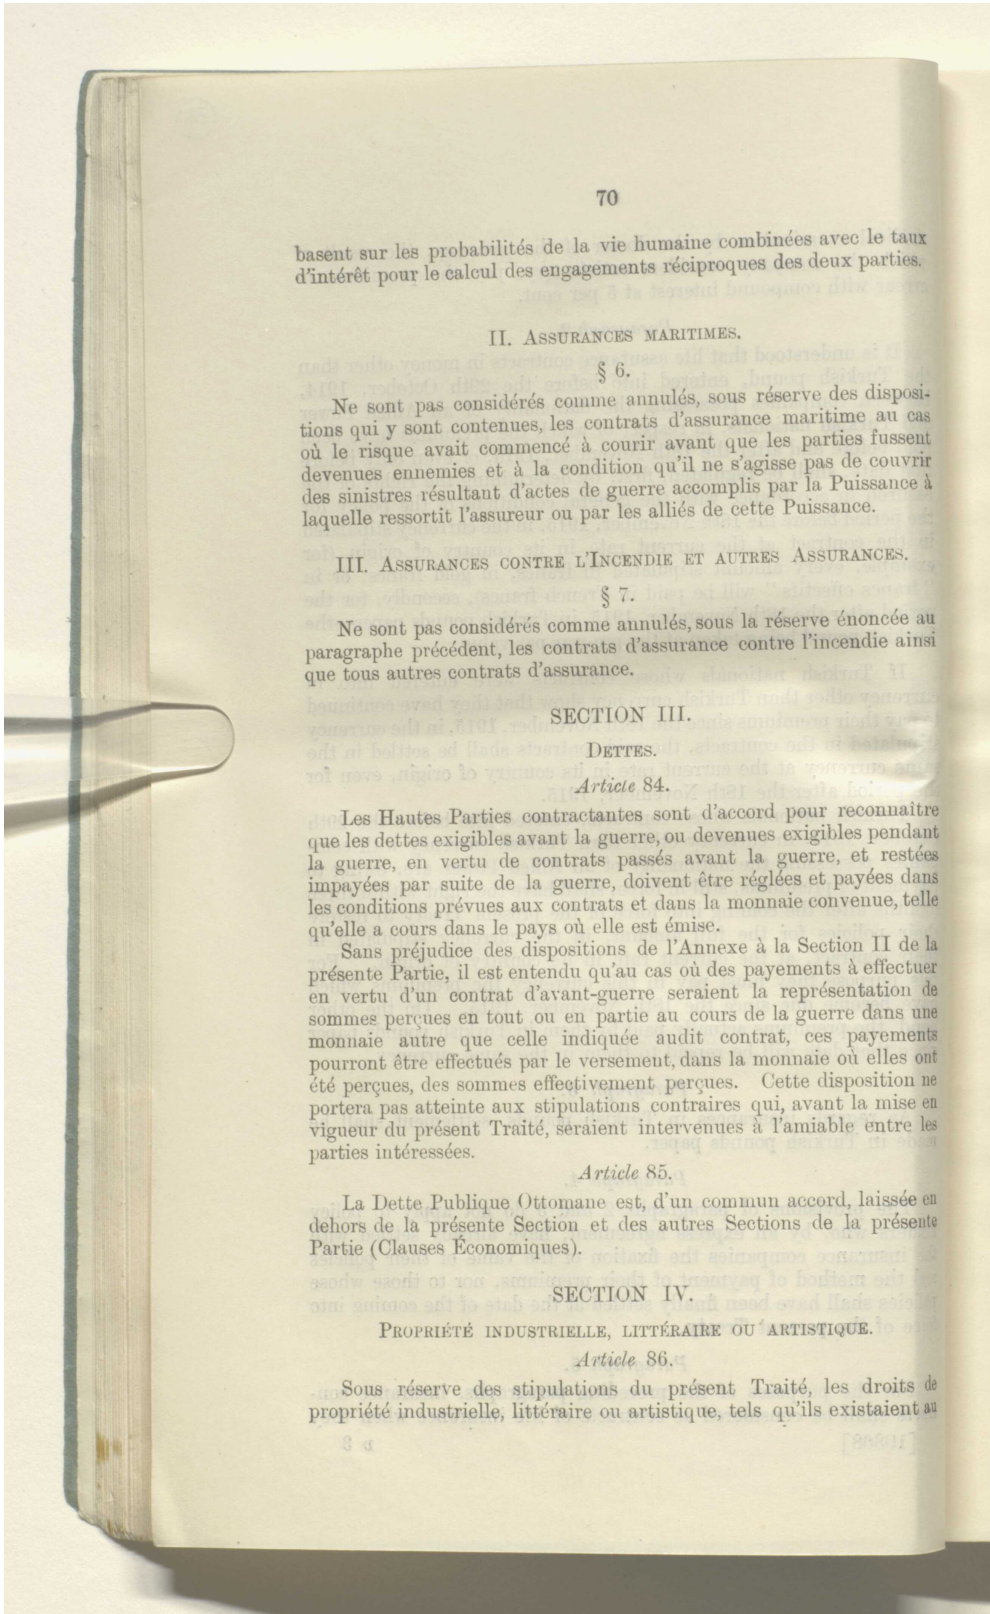 70
basent sur les probabilités de la vie humaine combinées avec le taux
d'intérêt pour le calcul des engagements réciproques des deux parties.
II. ASSURANCES MARITIMES.
§ 6.
Ne sont pas considérés comme annulés, sous réserve des disposi-
tions qui y sont contenues, les contrats d'assurance maritime au cas
où le risque avait commencé à courir avant que les parties fussent
devenues ennemies et à la condition qu'il ne s'agisse pas de couvrir
des sinistres résultant d'actes de guerre accomplis par la Puissance à
laquelle ressortit l'assureur ou par les alliés de cette Puissance.
III. ASSURANCES CONTRE L'INCENDIE ET AUTRES ASSURANCES.
§ 7.
Ne sont pas considérés comme annulés, sous la réserve énoncée au
paragraphe précédent, les contrats d'assurance contre l'incendie ainsi
que tous autres contrats d'assurance.
SECTION III.
DETTES.
Article 84.
Les Hautes Parties contractantes sont d'accord pour reconnaître
que les dettes exigibles avant la guerre, ou devenues exigibles pendant
la guerre, en vertu de contrats passés avant la guerre, et restées
impayées par suite de la guerre, doivent être réglées et payées dans
les conditions prévues aux contrats et dans la monnaie convenue, telle
qu'elle a cours dans le pays où elle est émise.
Sans préjudice des dispositions de l'Annexe à la Section II de la
présente Partie, il est entendu qu'au cas où des payements à effectuer
en vertu d'un contrat d'avant-guerre seraient la représentation de
sommes perçues en tout ou en partie au cours de la guerre dans une
monnaie autre que celle indiquée audit contrat, ces payements
pourront être effectués par le versement, dans la monnaie où elles ont
été perçues, des sommes effectivement perçues. Cette disposition ne
portera pas atteinte aux stipulations contraires qui, avant la mise en
vigueur du présent Traité, seraient intervenues à l'amiable entre les
parties intéressées.
Article 85.
La Dette Publique Ottomane est, d'un commun accord, laissée en
dehors de la présente Section et des autres Sections de la présente
Partie (Clauses Économiques).
SECTION IV.
PROPRIÉTÉ INDUSTRIELLE, LITTÉRAIRE OU ARTISTIQUE.
Article 86.
Sous réserve des stipulations du présent Traité, les droits de
propriété industrielle, littéraire ou artistique, tels qu'ils existaient au